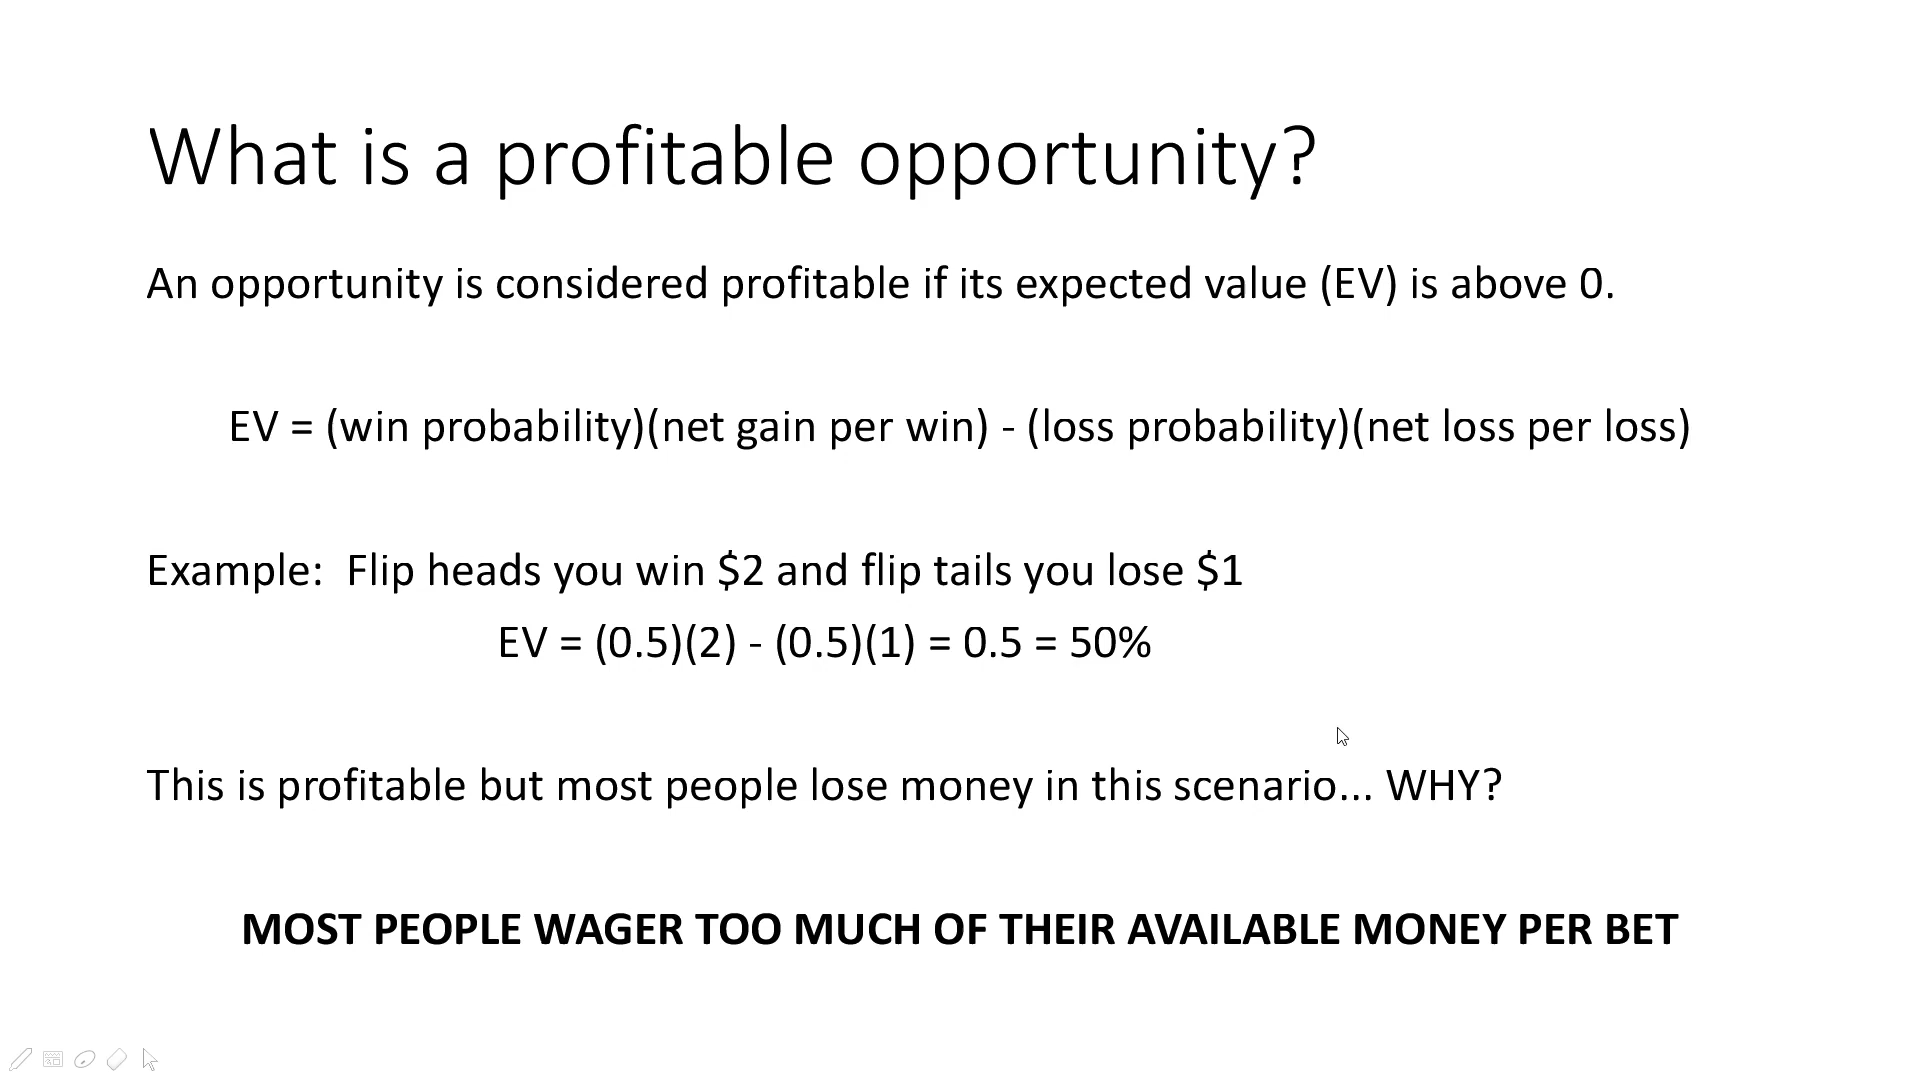 What is a profitable opportunity?
An opportunity is considered profitable if its expected value (EV) is above 0.
EV = (win probability)(net gain per win) - (loss probability)(net loss per loss)
Example:  Flip heads you win $2 and flip tails you lose $1
EV = (0.5)(2) - (0.5)(1) = 0.5 = 50%
This is profitable but most people lose money in this scenario... WHY?
MOST PEOPLE WAGER TOO MUCH OF THEIR AVAILABLE MONEY PER BET